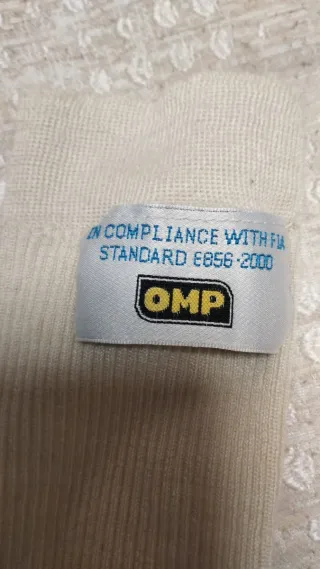 IN COMPLIANCE WITH FIA
STANDARD 8856-2000
OMP